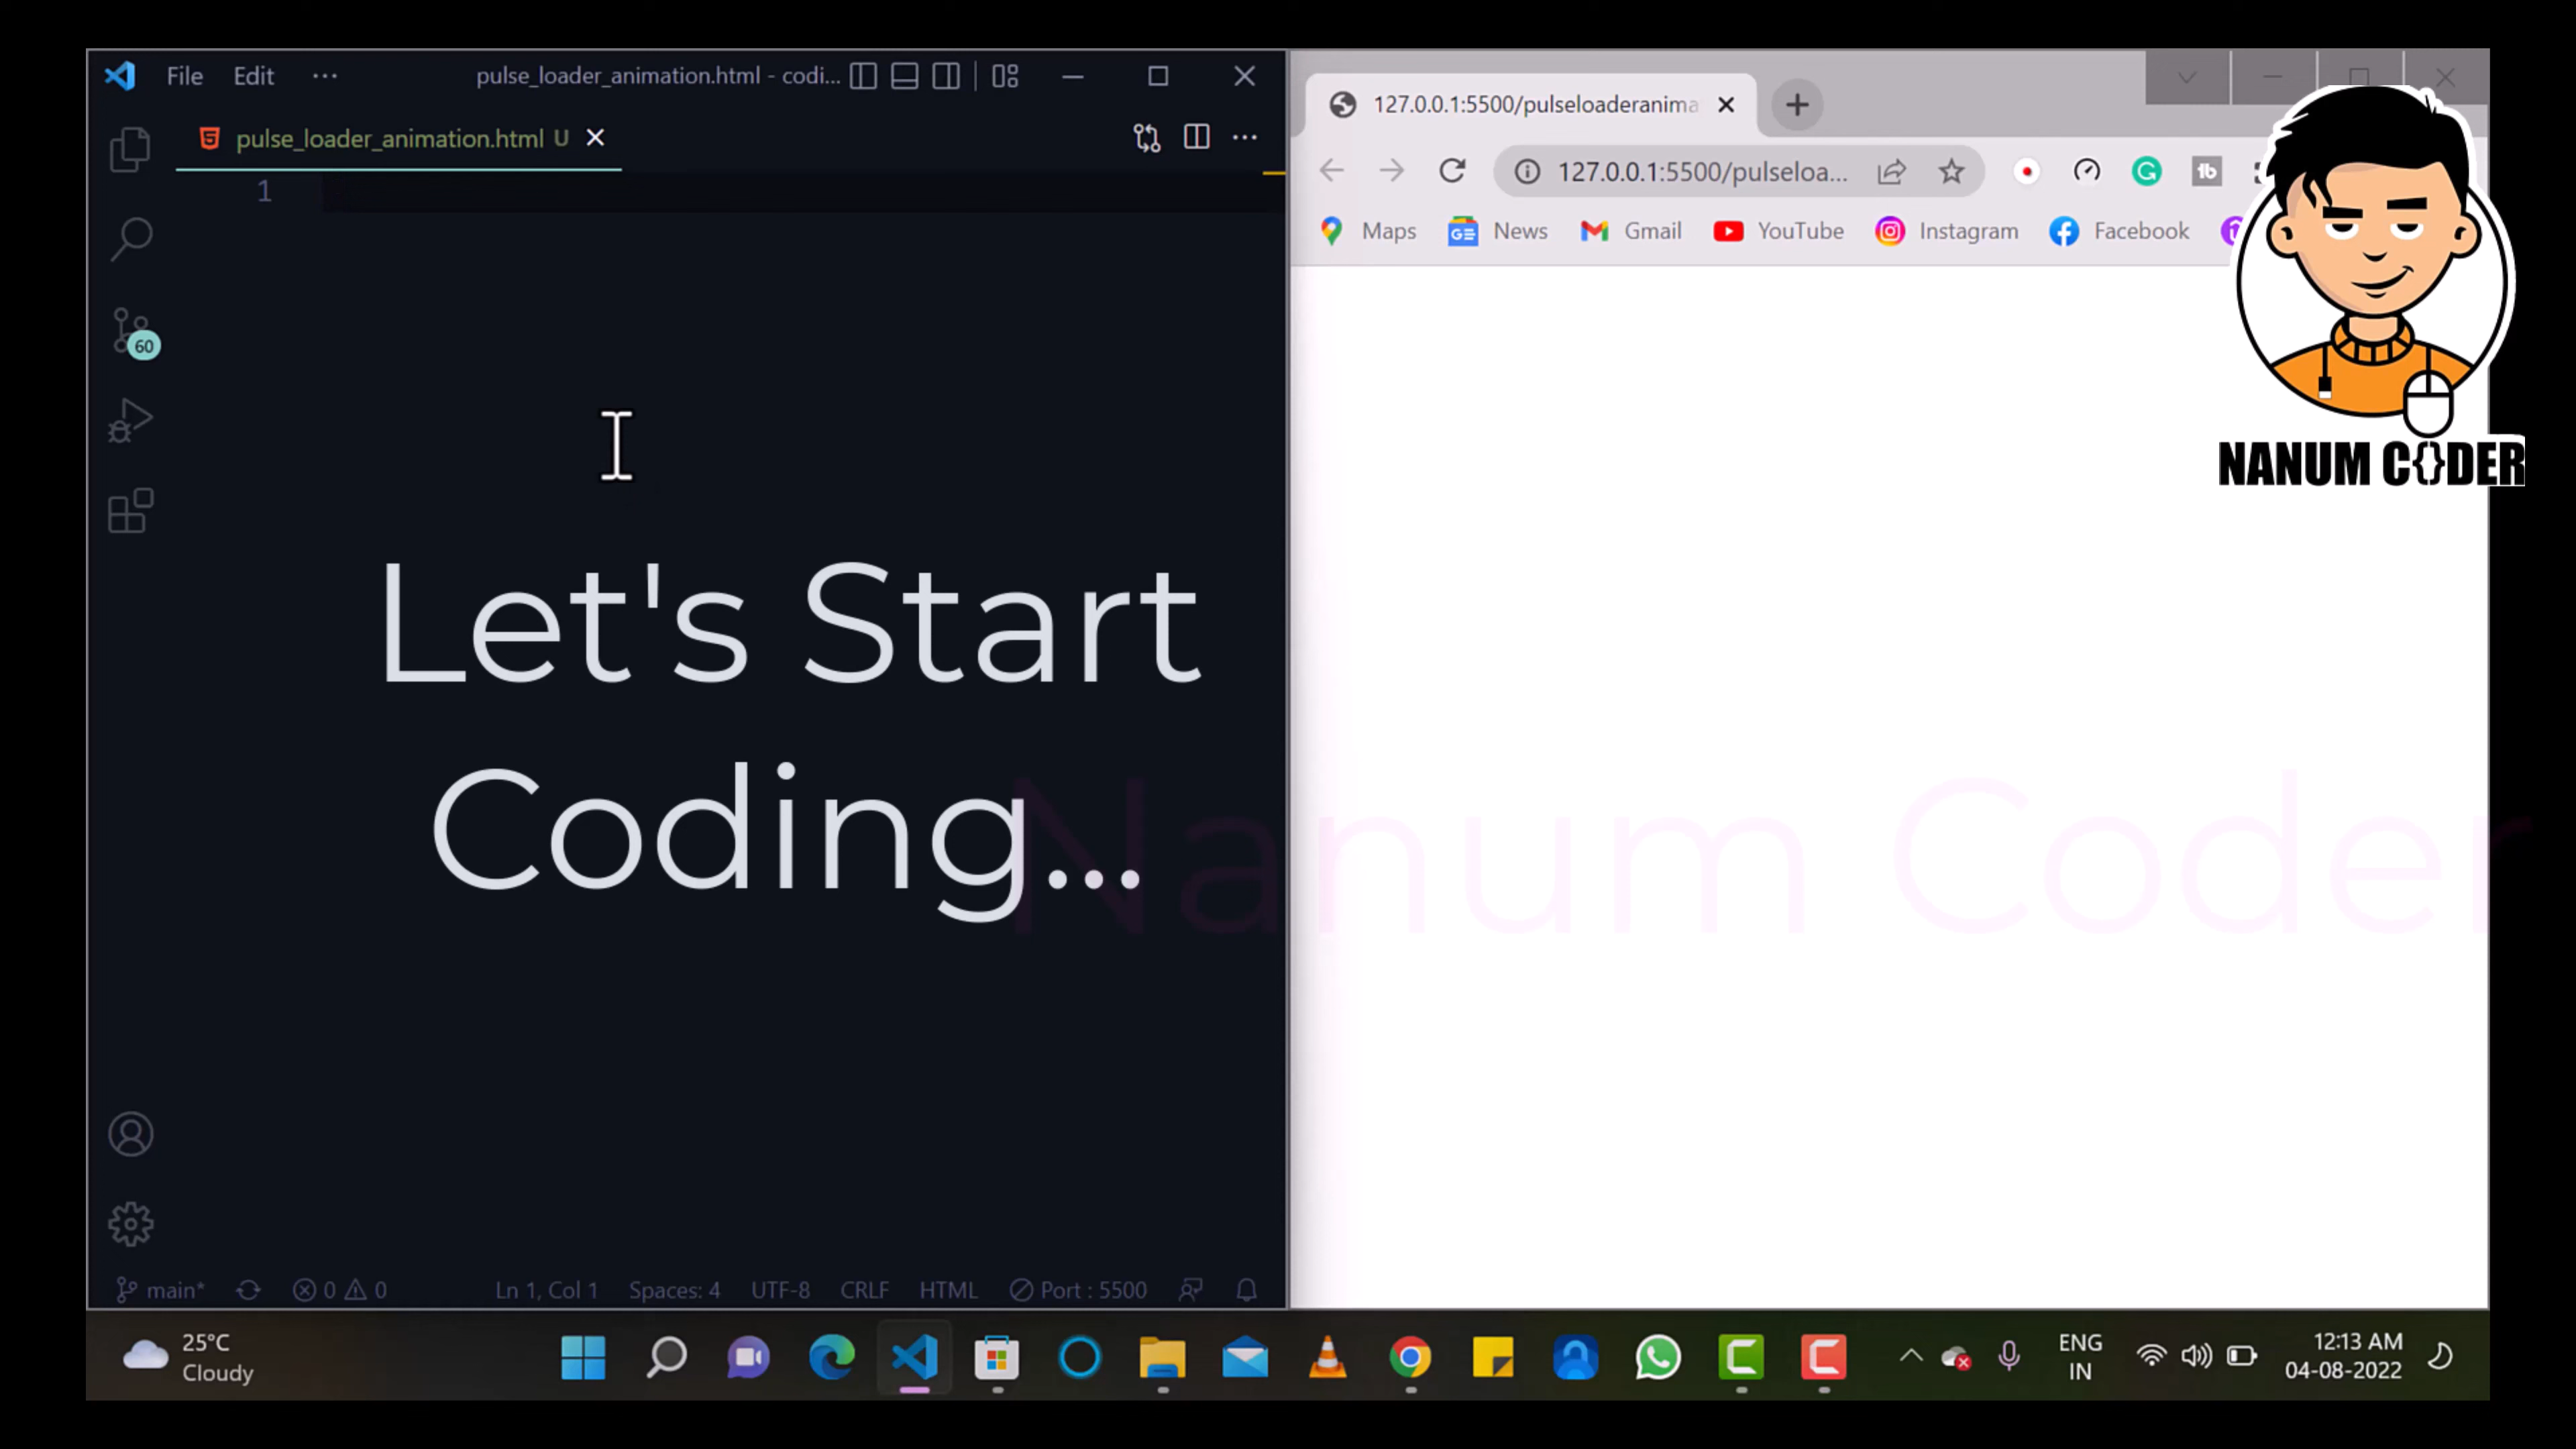 File Edit ... pulse_loader_animation.html - codi...
pulse_loader_animation.html U
1
60
Let's Start
Coding...
main* 0 0 Ln 1, Col 1 Spaces: 4 UTF-8 CRLF HTML Port : 5500
127.0.0.1:5500/pulseloaderanima
127.0.0.1:5500/pulseloa...
Maps News Gmail YouTube Instagram Facebook
NANUM C{}DER
Nanum Coder
25°C
Cloudy
ENG
IN
12:13 AM
04-08-2022